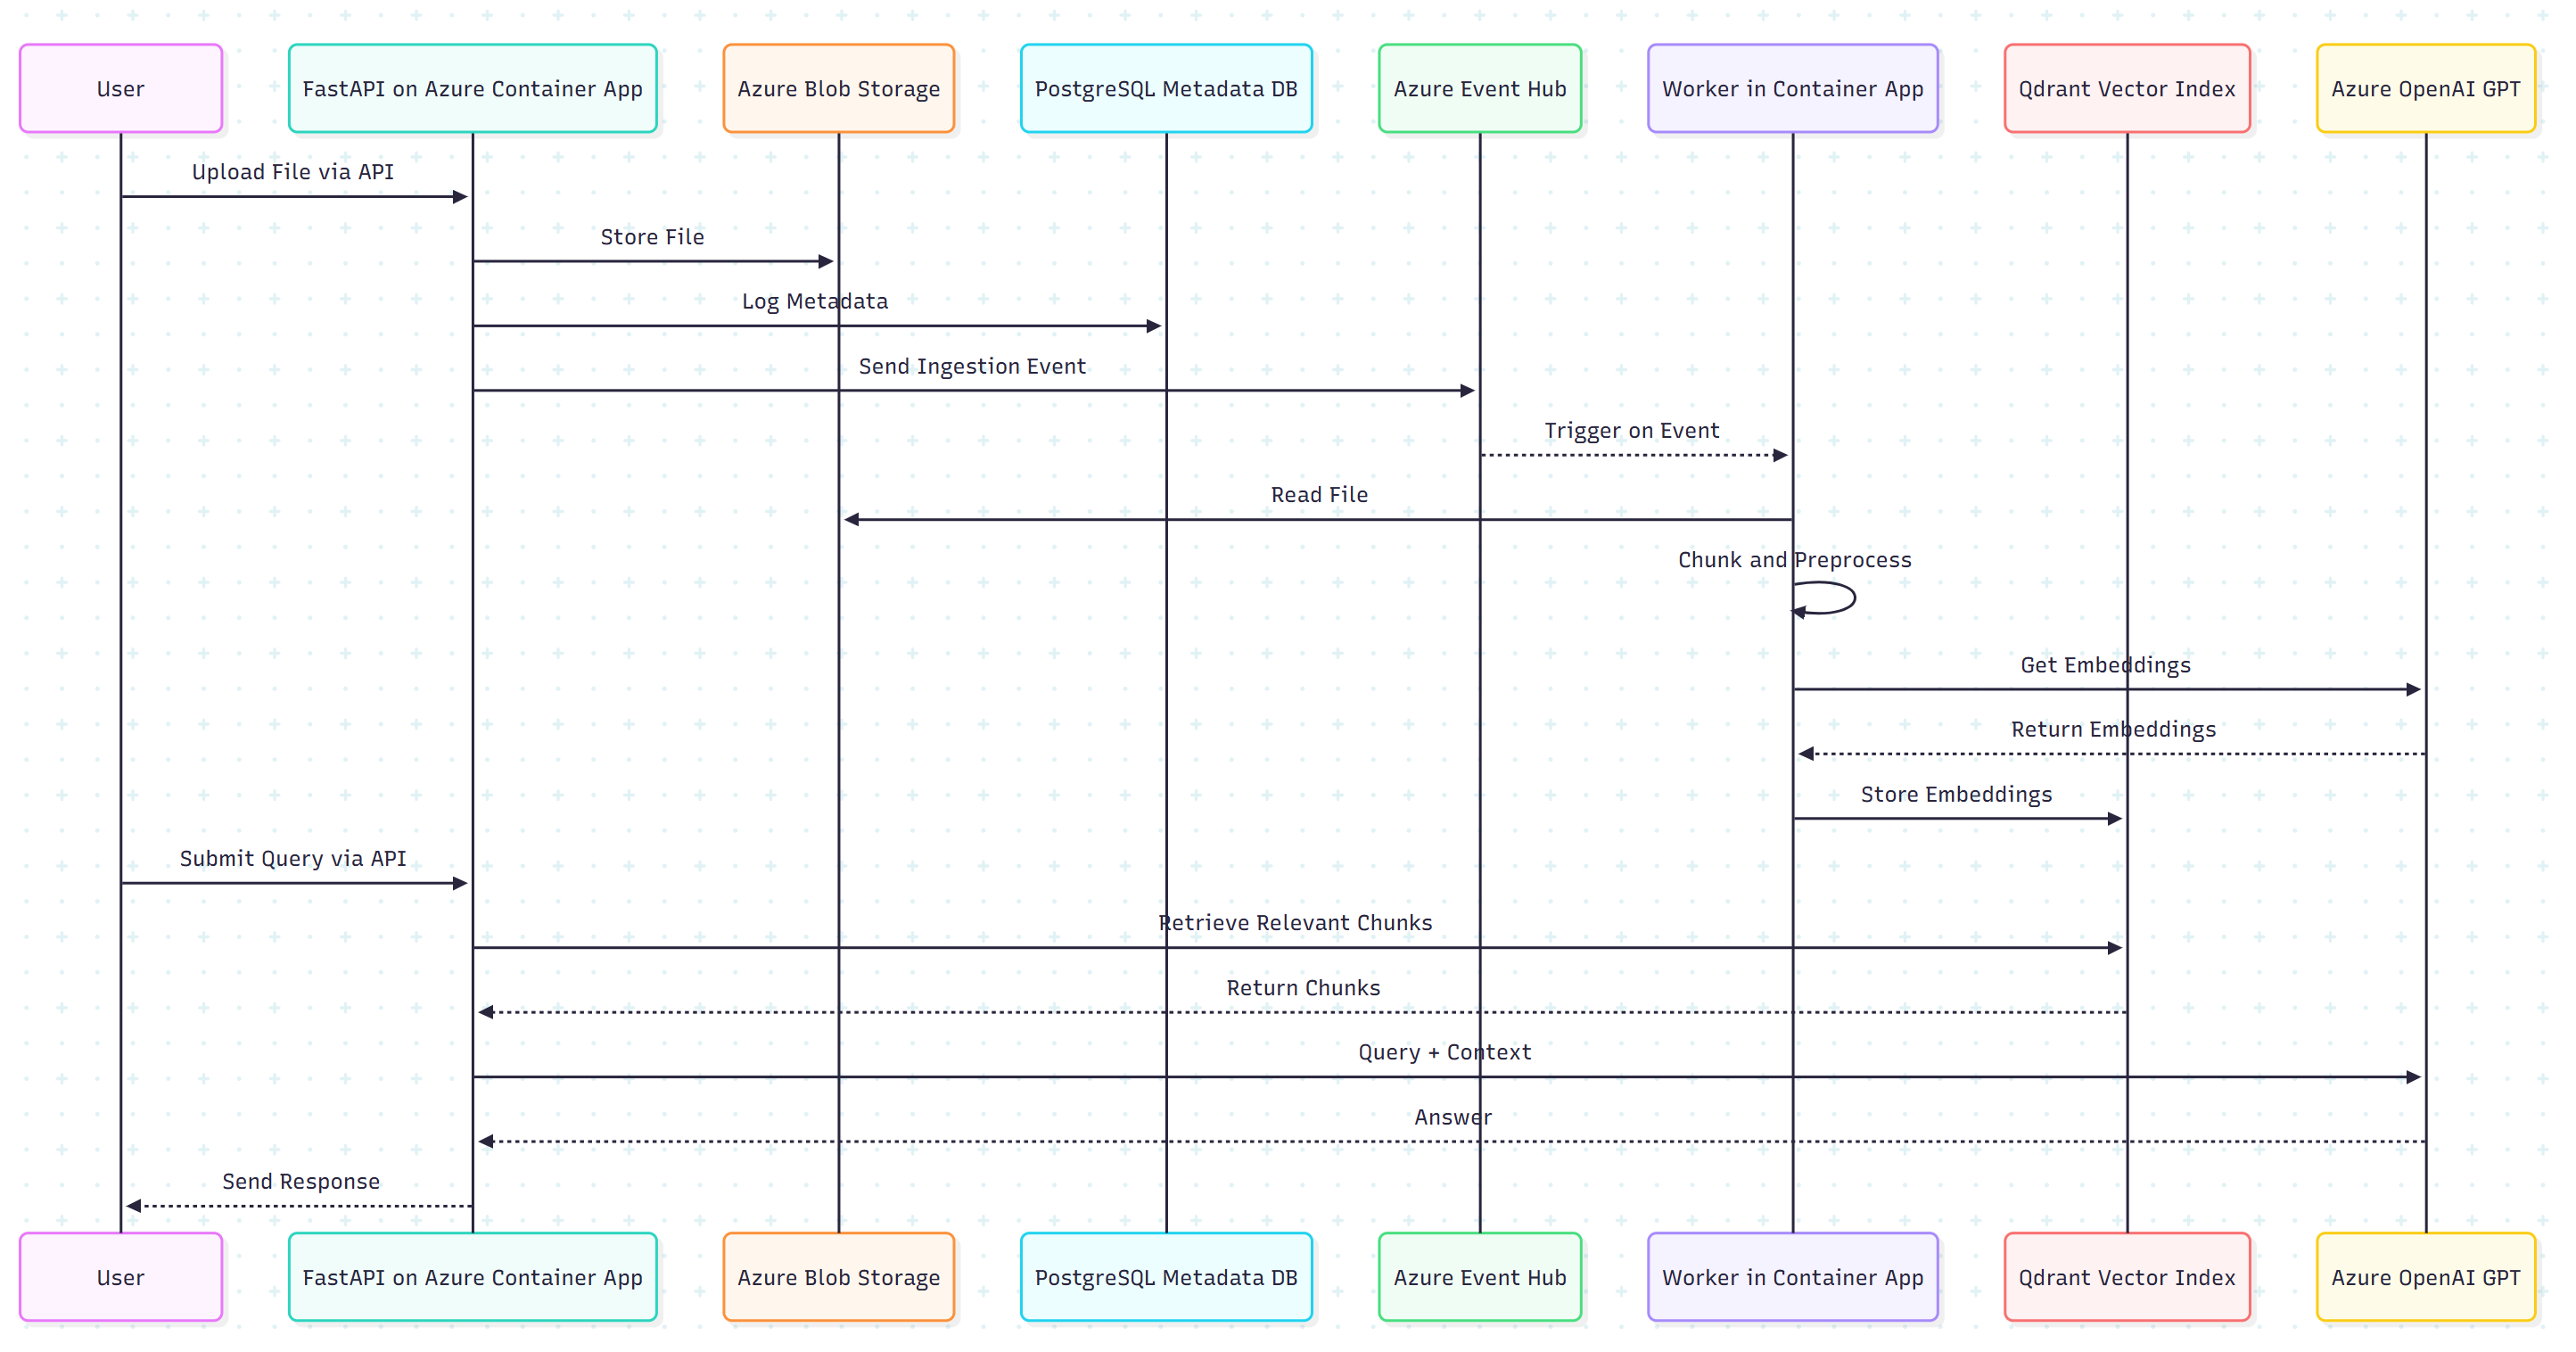 User
FastAPI on Azure Container App
Azure Blob Storage
PostgreSQL Metadata DB
Azure Event Hub
Worker in Container App
Qdrant Vector Index
Azure OpenAI GPT
Upload File via API
Store File
Log Metadata
Send Ingestion Event
Trigger on Event
Read File
Chunk and Preprocess
Get Embeddings
Return Embeddings
Store Embeddings
Submit Query via API
Retrieve Relevant Chunks
Return Chunks
Query + Context
Answer
Send Response
User
FastAPI on Azure Container App
Azure Blob Storage
PostgreSQL Metadata DB
Azure Event Hub
Worker in Container App
Qdrant Vector Index
Azure OpenAI GPT